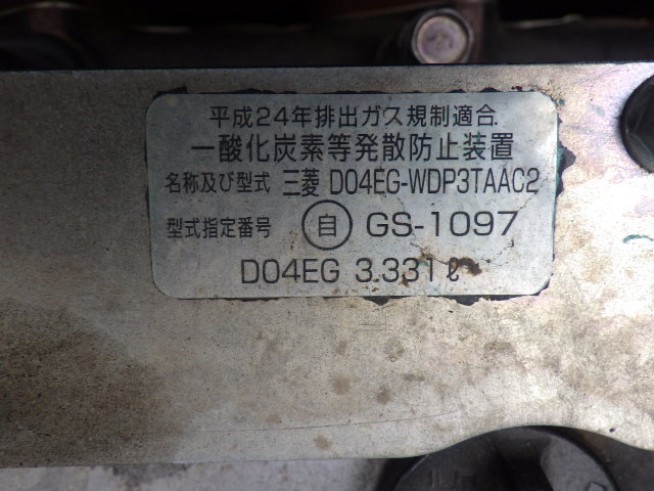 平成24年排出ガス規制適合.
一酸化炭素等発散防止装置
名称及び型式 三菱 D04EG-WDP3TAAC2
型式指定番号 自 GS-1097
D04EG 3.331ℓ